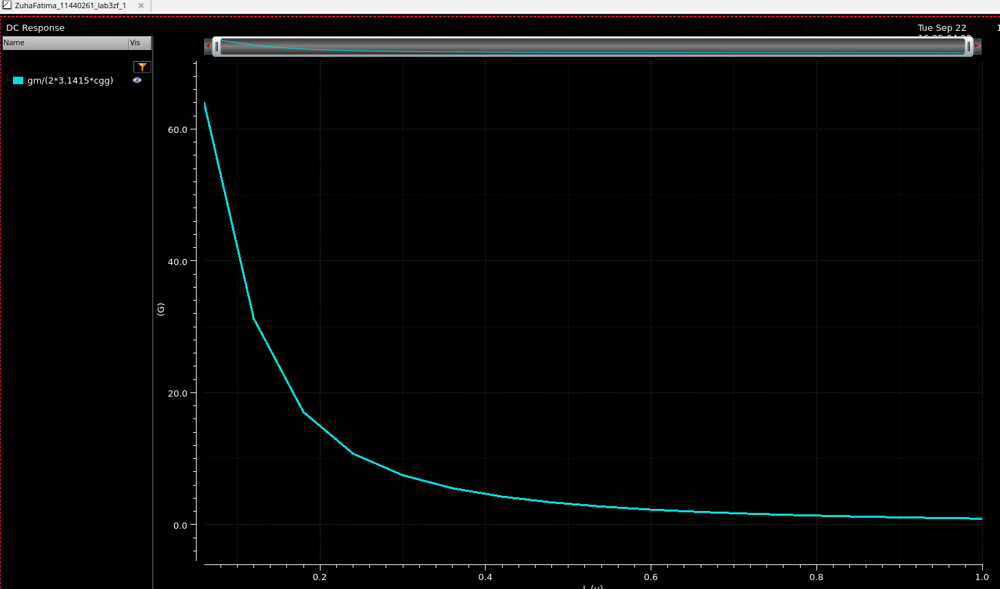 ZuhaFatima_11440261_lab3zf_1
DC Response
Tue Sep 22
Name
Vis
gm/(2*3.1415*cgg)
60.0
40.0
(G)
20.0
0.0
0.2
0.4
0.6
0.8
1.0